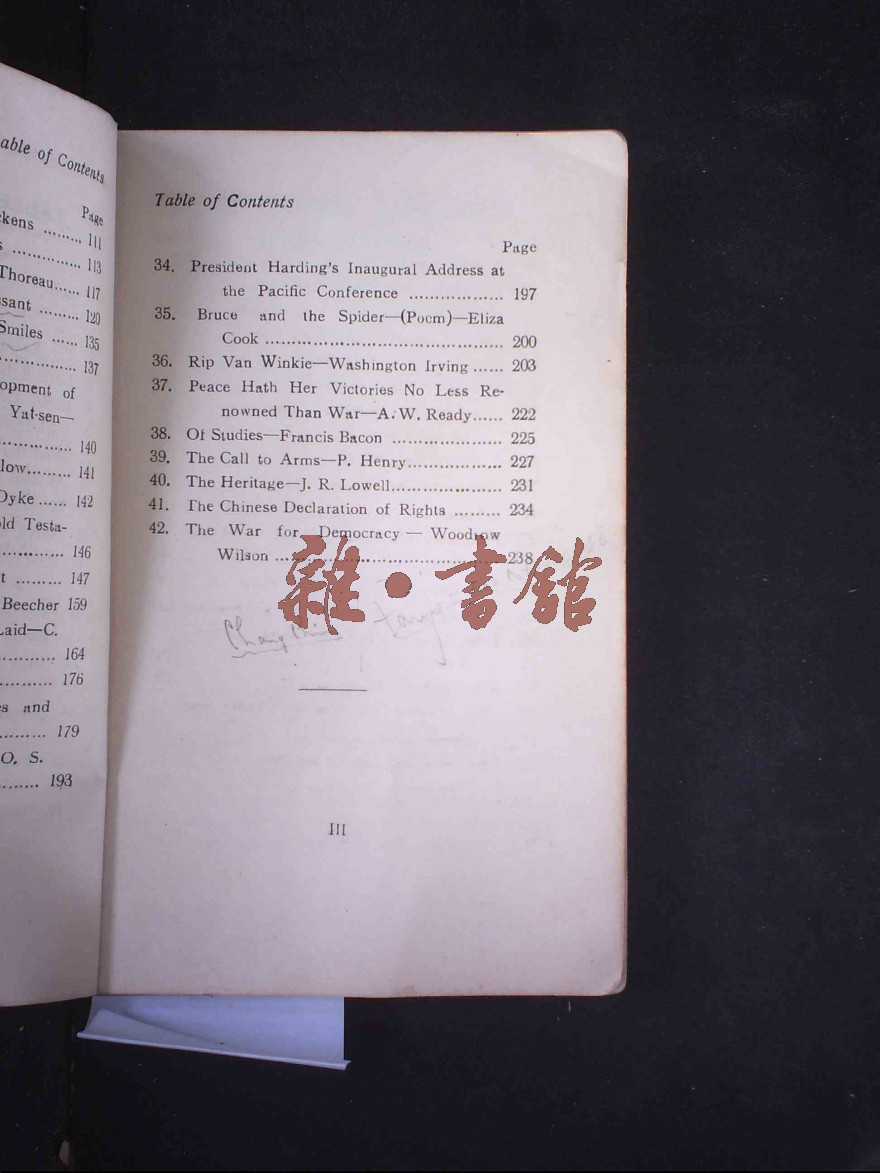 able of Contents
Page
ckens ......... 111
s ............... 113
Thoreau...... 117
ssant ......... 120
Smiles ...... 135
................ 137
opment of
Yat-sen—
............... 140
low......... 141
Dyke ...... 142
ld Testa-
............. 146
t ......... 147
Beecher 159
Laid—C.
............ 164
............ 176
s and
......... 179
O. S.
........ 193
Table of Contents
Page
34. President Harding's Inaugural Address at
the Pacific Conference .................. 197
35. Bruce and the Spider—(Poem)—Eliza
Cook ............................................. 200
36. Rip Van Winkie—Washington Irving ...... 203
37. Peace Hath Her Victories No Less Re-
nowned Than War—A. W. Ready...... 222
38. Of Studies—Francis Bacon ..................... 225
39. The Call to Arms—P. Henry.................. 227
40. The Heritage—J. R. Lowell..................... 231
41. The Chinese Declaration of Rights ......... 234
42. The War for Democracy — Woodrow
Wilson ............................................. 238
雜·書館
III